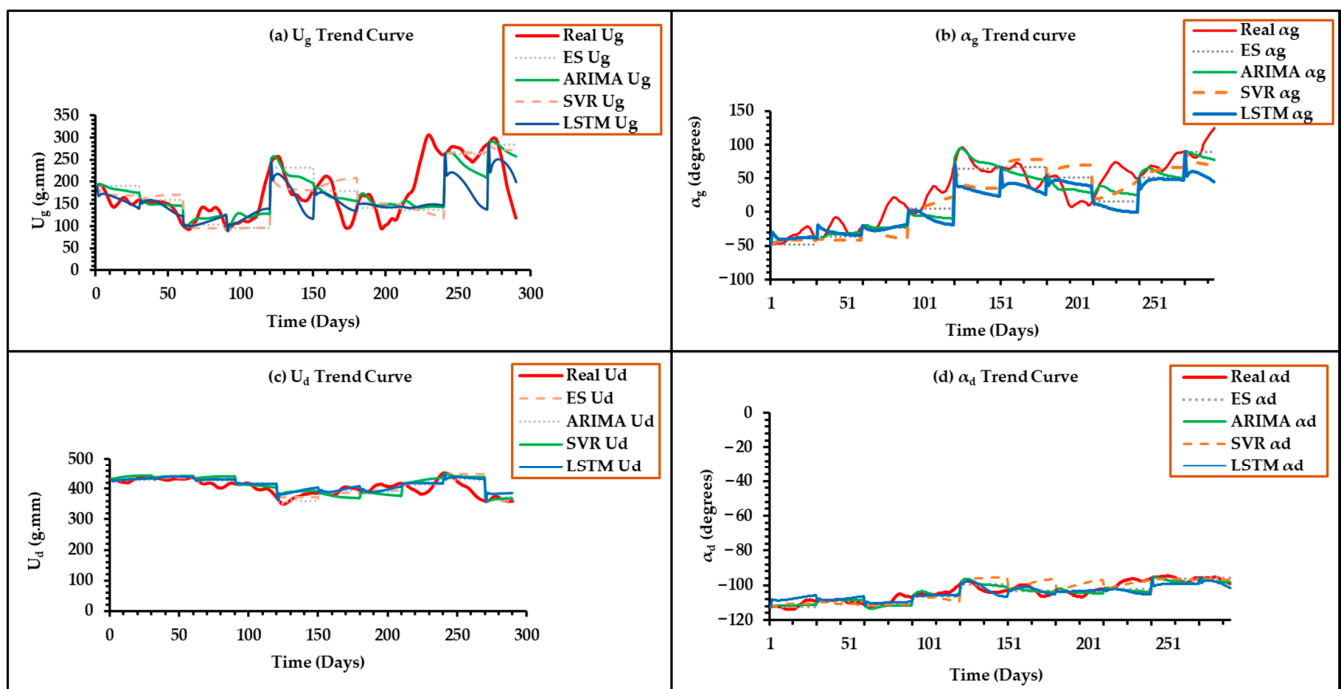 (a) Ug Trend Curve
Real Ug
ES Ug
ARIMA Ug
SVR Ug
LSTM Ug
Ug (g.mm)
350
300
250
200
150
100
50
0
0 50 100 150 200 250 300
Time (Days)
(b) αg Trend curve
Real αg
ES αg
ARIMA αg
SVR αg
LSTM αg
αg (degrees)
150
100
50
0
−50
−100
1 51 101 151 201 251
Time (Days)
(c) Ud Trend Curve
Real Ud
ES Ud
ARIMA Ud
SVR Ud
LSTM Ud
Ud (g.mm)
500
400
300
200
100
0
0 50 100 150 200 250 300
Time (Days)
(d) αd Trend Curve
Real αd
ES αd
ARIMA αd
SVR αd
LSTM αd
αd (degrees)
0
−20
−40
−60
−80
−100
−120
1 51 101 151 201 251
Time (Days)